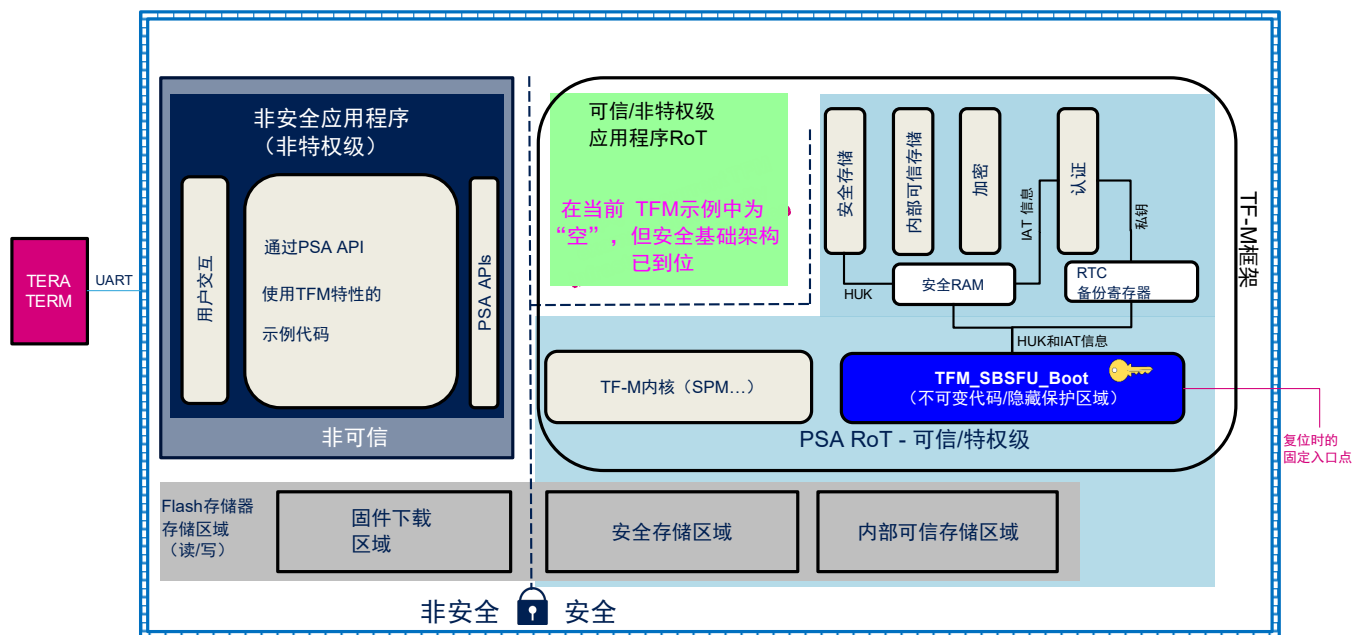 TERA
TERM
UART
非安全应用程序
（非特权级）
用户交互
通过PSA API
使用TFM特性的
示例代码
PSA APIs
非可信
可信/非特权级
应用程序RoT
在当前 TFM示例中为
“空”，但安全基础架构
已到位
安全存储
内部可信存储
加密
认证
IAT 信息
私钥
HUK
安全RAM
RTC
备份寄存器
HUK和IAT信息
TF-M框架
TF-M内核（SPM…）
TFM_SBSFU_Boot
（不可变代码/隐藏保护区域）
PSA RoT - 可信/特权级
复位时的
固定入口点
Flash存储器
存储区域
（读/写）
固件下载
区域
安全存储区域
内部可信存储区域
非安全
安全